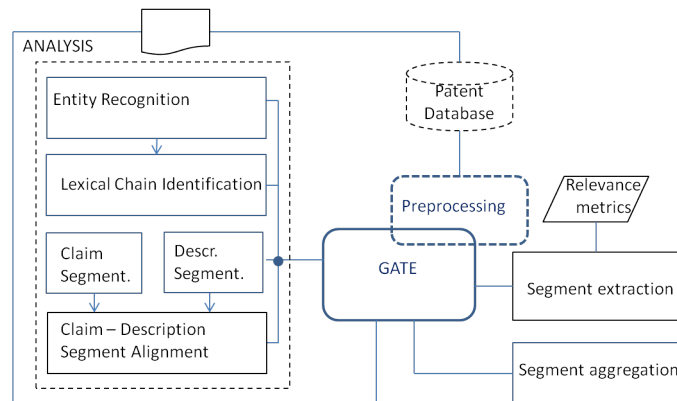 ANALYSIS
Entity Recognition
Lexical Chain Identification
Claim
Segment.
Descr.
Segment.
Claim – Description
Segment Alignment
Patent
Database
Preprocessing
GATE
Relevance
metrics
Segment extraction
Segment aggregation